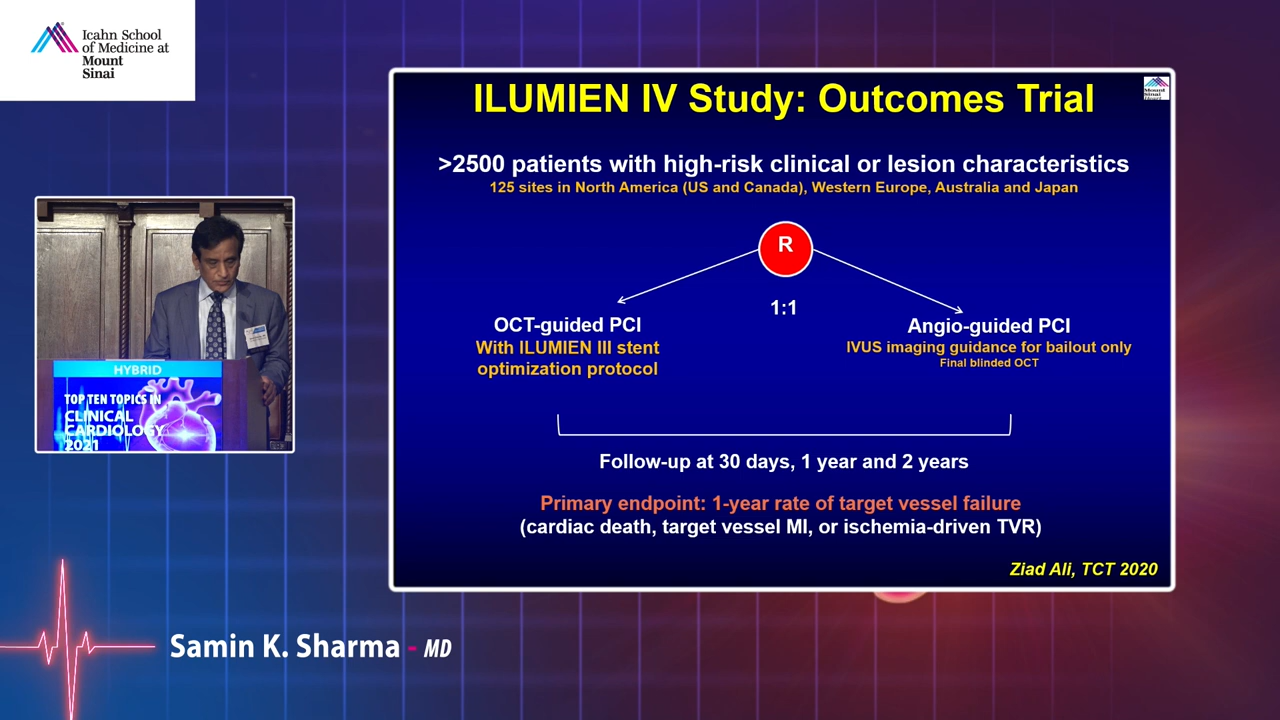 Icahn School
of Medicine at
Mount
Sinai
ILUMIEN IV Study: Outcomes Trial
Mount
Sinai
Heart
>2500 patients with high-risk clinical or lesion characteristics
125 sites in North America (US and Canada), Western Europe, Australia and Japan
R
1:1
OCT-guided PCI
With ILUMIEN III stent
optimization protocol
Angio-guided PCI
IVUS imaging guidance for bailout only
Final blinded OCT
Follow-up at 30 days, 1 year and 2 years
Primary endpoint: 1-year rate of target vessel failure
(cardiac death, target vessel MI, or ischemia-driven TVR)
Ziad Ali, TCT 2020
HYBRID
TOP TEN TOPICS IN
CLINICAL
CARDIOLOGY
2021
Samin K. Sharma - MD